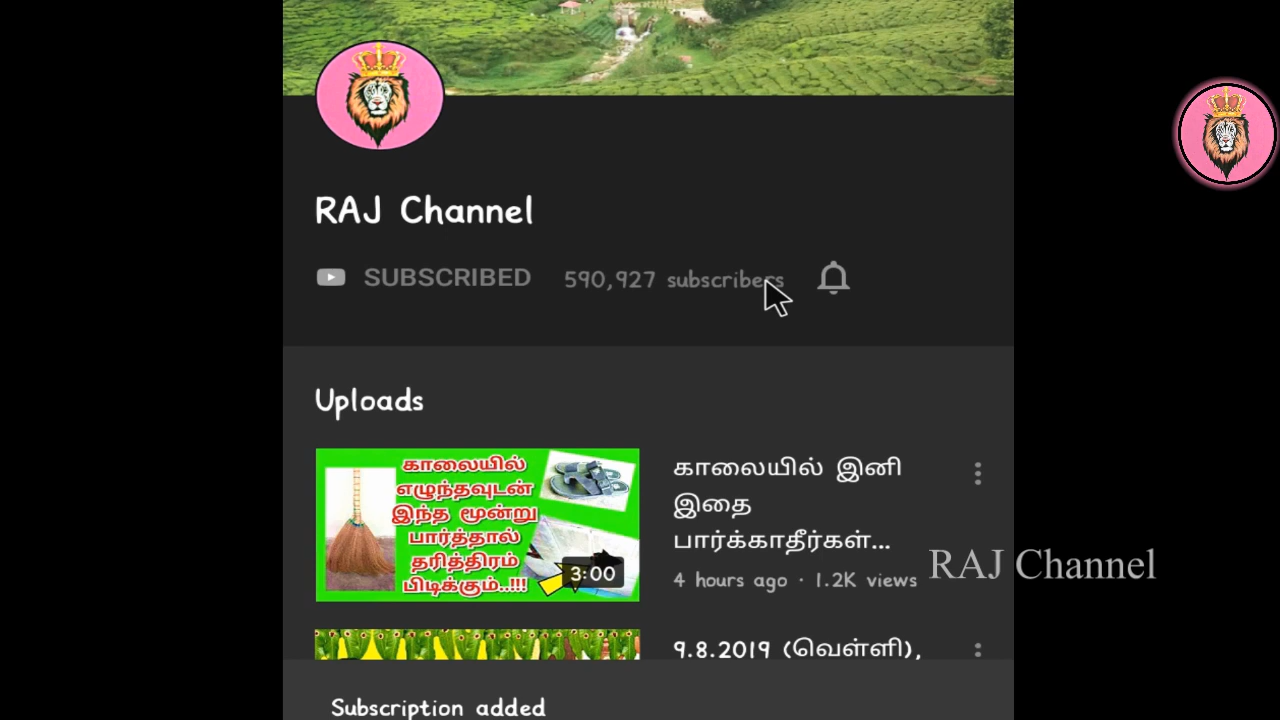 RAJ Channel
SUBSCRIBED 590,927 subscribers
Uploads
காலையில்
எழுந்தவுடன்
இந்த மூன்று
பார்த்தால்
தரித்திரம்
பிடிக்கும்..!!!
3:00
காலையில் இனி
இதை
பார்க்காதீர்கள்...
4 hours ago · 1.2K views
RAJ Channel
9.8.2019 (வெள்ளி),
Subscription added